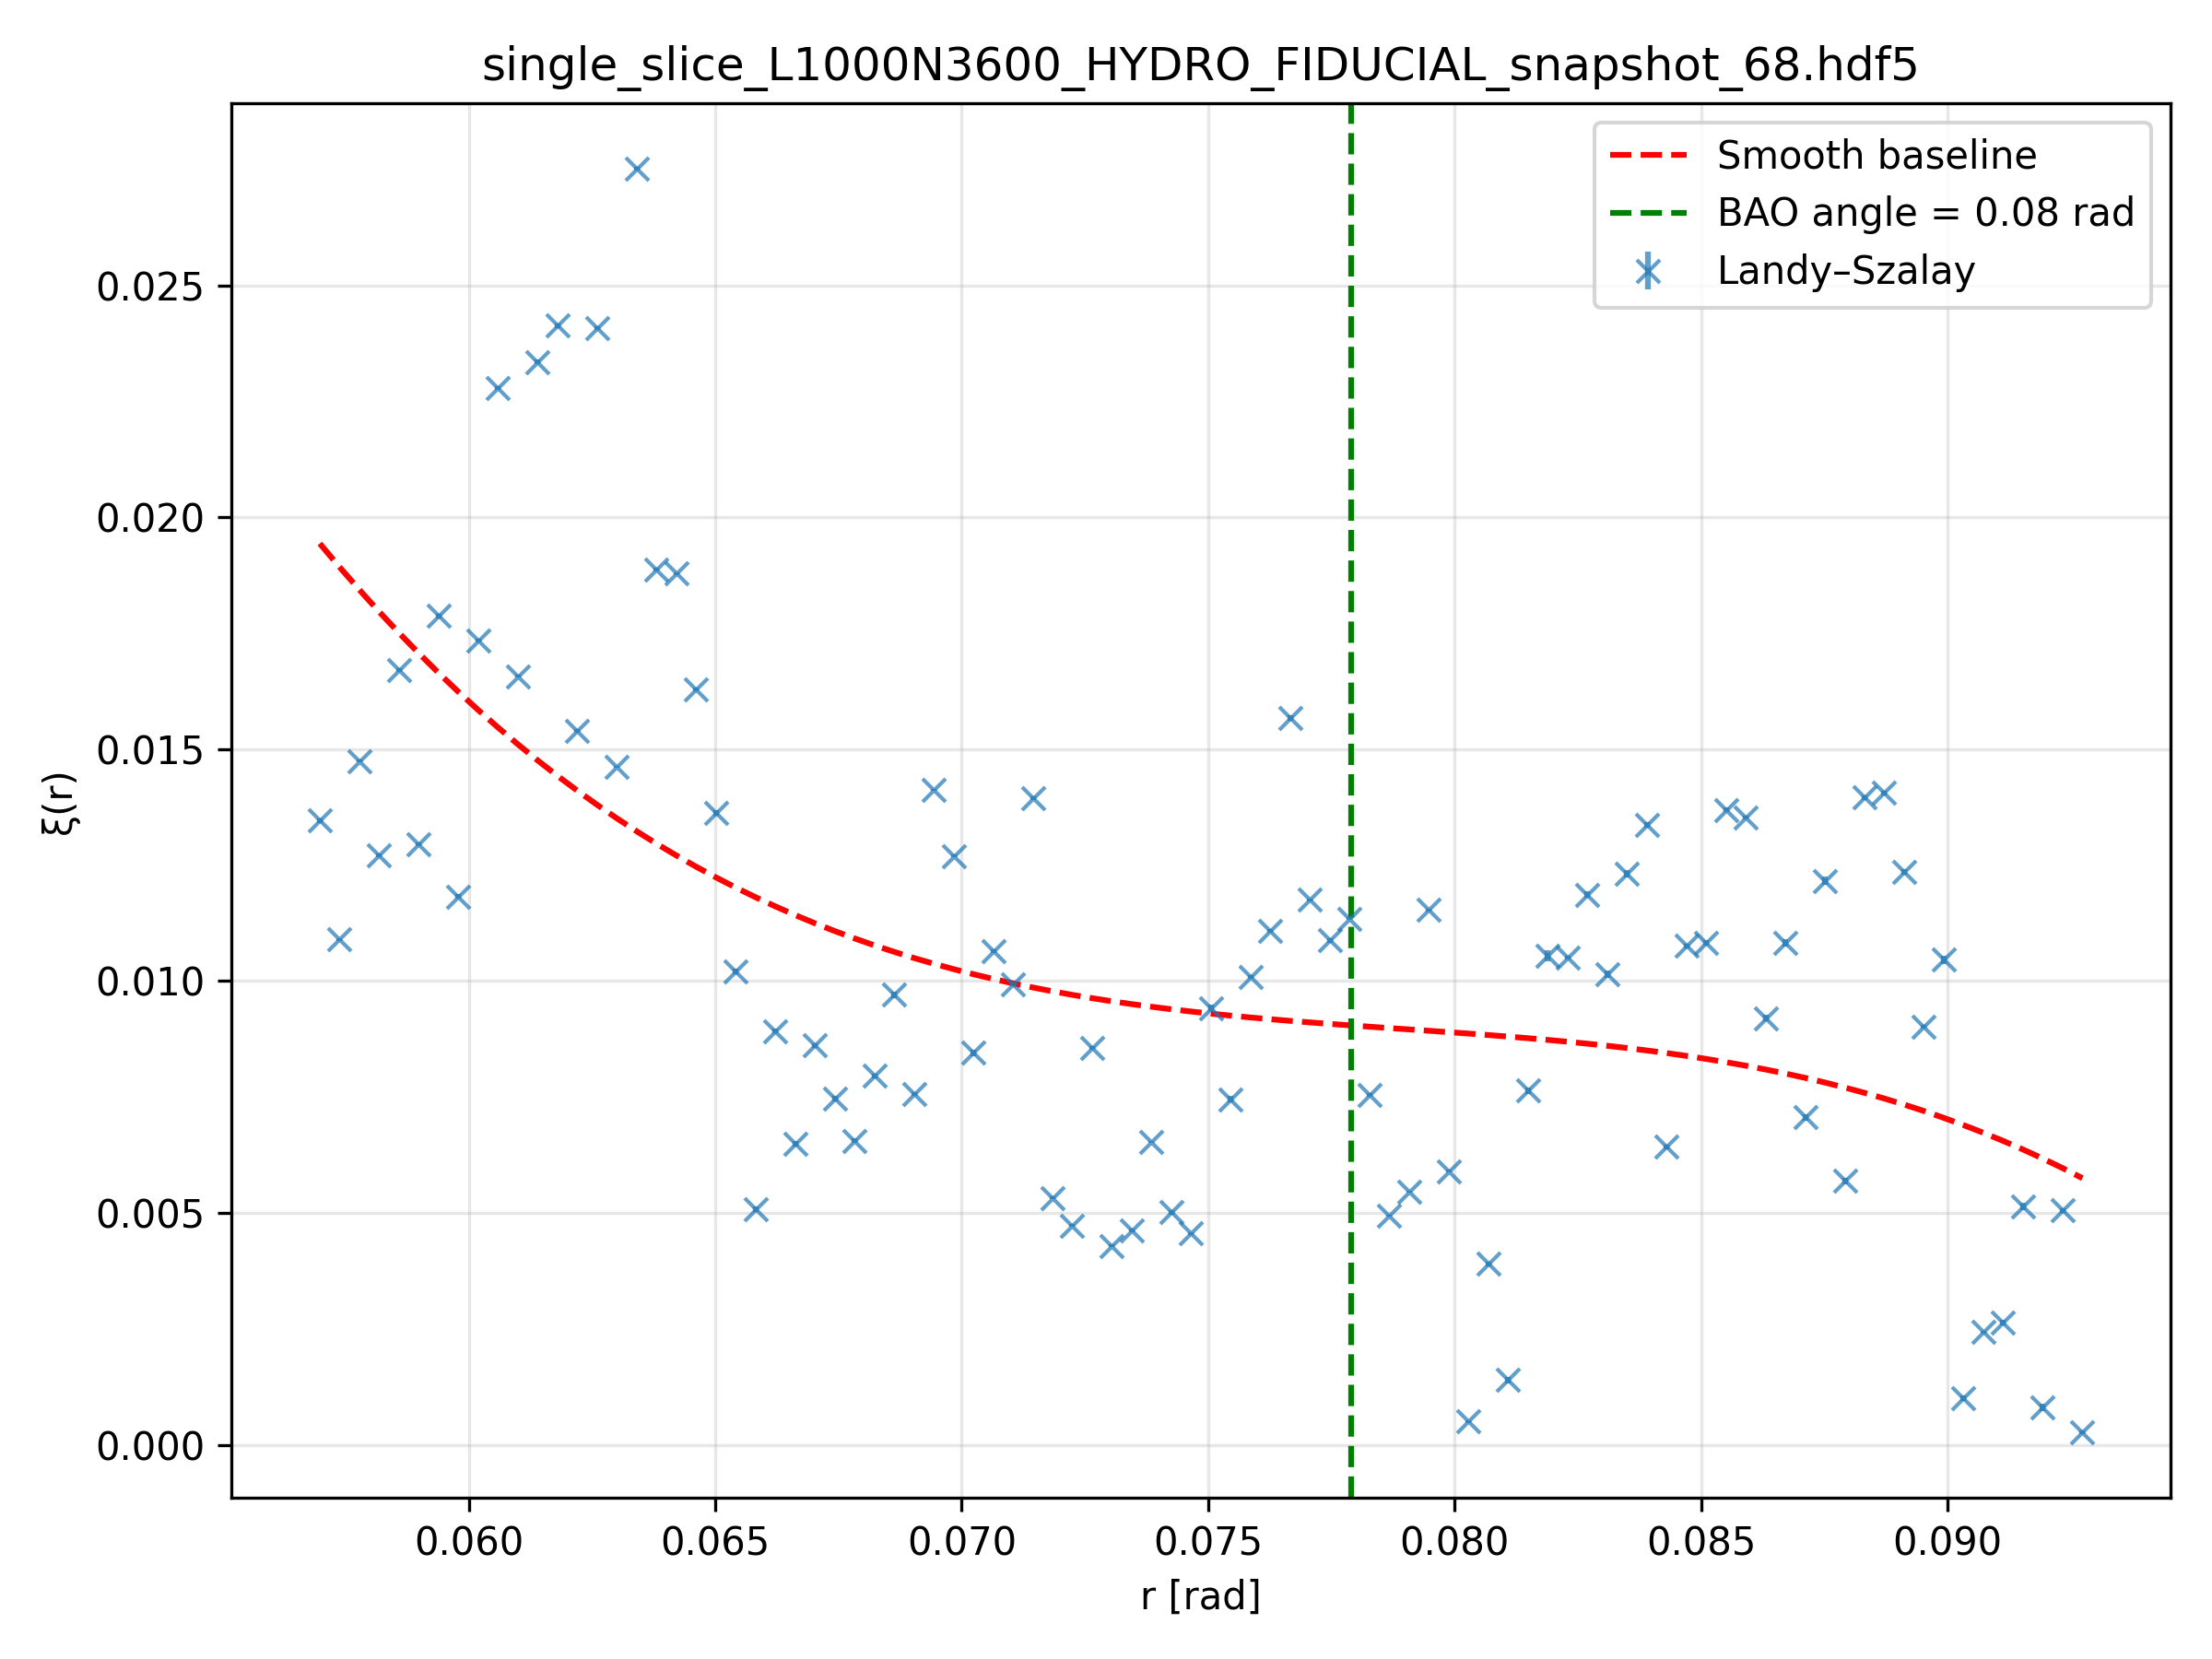 single_slice_L1000N3600_HYDRO_FIDUCIAL_snapshot_68.hdf5
Smooth baseline
BAO angle = 0.08 rad
Landy–Szalay
0.025
0.020
0.015
0.010
0.005
0.000
ξ(r)
0.060 0.065 0.070 0.075 0.080 0.085 0.090
r [rad]